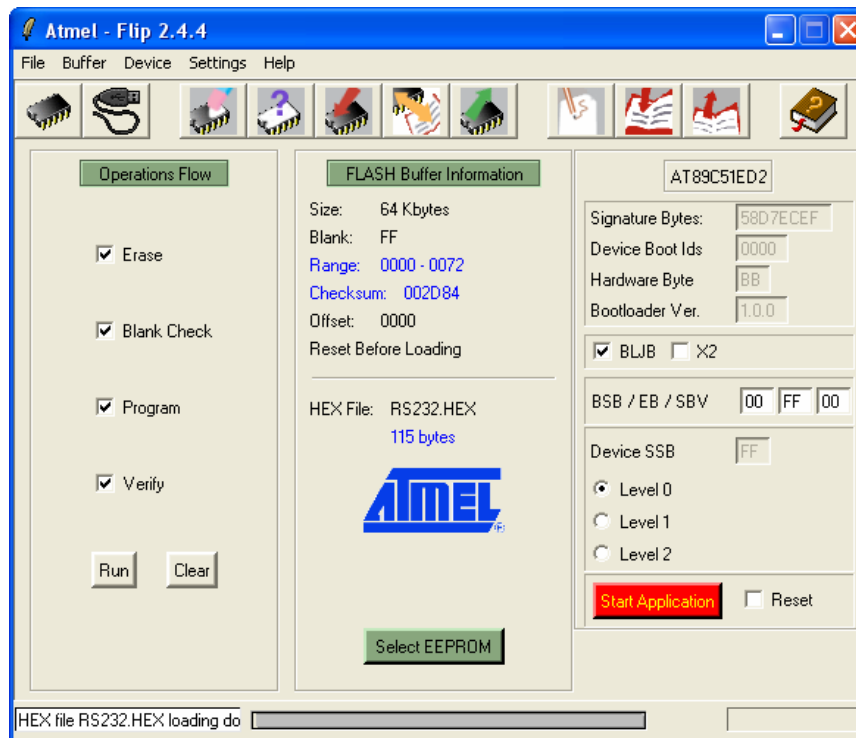 Atmel - Flip 2.4.4
File Buffer Device Settings Help
Operations Flow
Erase
Blank Check
Program
Verify
Run Clear
FLASH Buffer Information
Size: 64 Kbytes
Blank: FF
Range: 0000 - 0072
Checksum: 002D84
Offset: 0000
Reset Before Loading
HEX File: RS232.HEX
115 bytes
ATMEL
®
Select EEPROM
AT89C51ED2
Signature Bytes: 58D7ECEF
Device Boot Ids 0000
Hardware Byte BB
Bootloader Ver. 1.0.0
BLJB X2
BSB / EB / SBV 00 FF 00
Device SSB FF
Level 0
Level 1
Level 2
Start Application Reset
HEX file RS232.HEX loading do